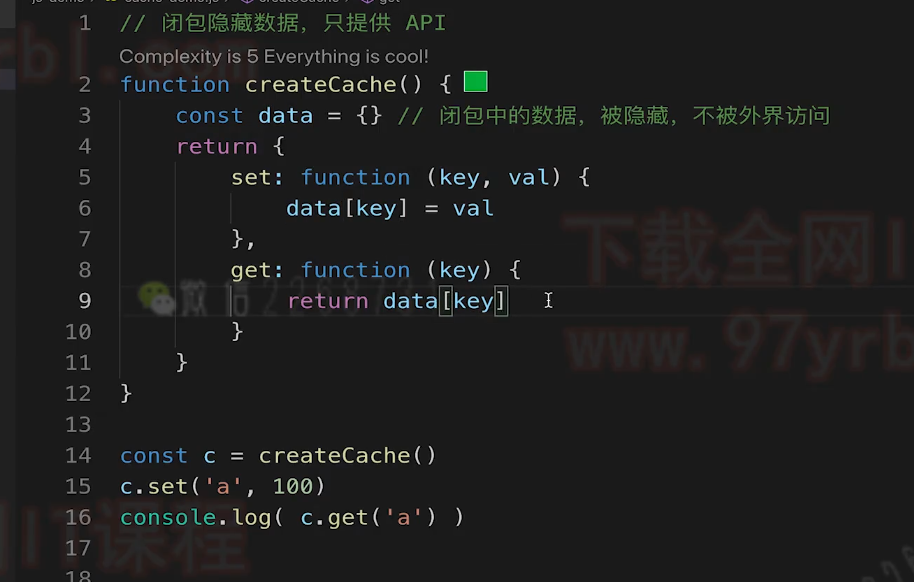 1 // 闭包隐藏数据，只提供 API
Complexity is 5 Everything is cool!
2 function createCache() {
3 const data = {} // 闭包中的数据，被隐藏，不被外界访问
4 return {
5 set: function (key, val) {
6 data[key] = val
7 },
8 get: function (key) {
9 return data[key]
10 }
11 }
12 }
13
14 const c = createCache()
15 c.set('a', 100)
16 console.log( c.get('a') )
17
18
下载全网I
www.97yrb
IT课程